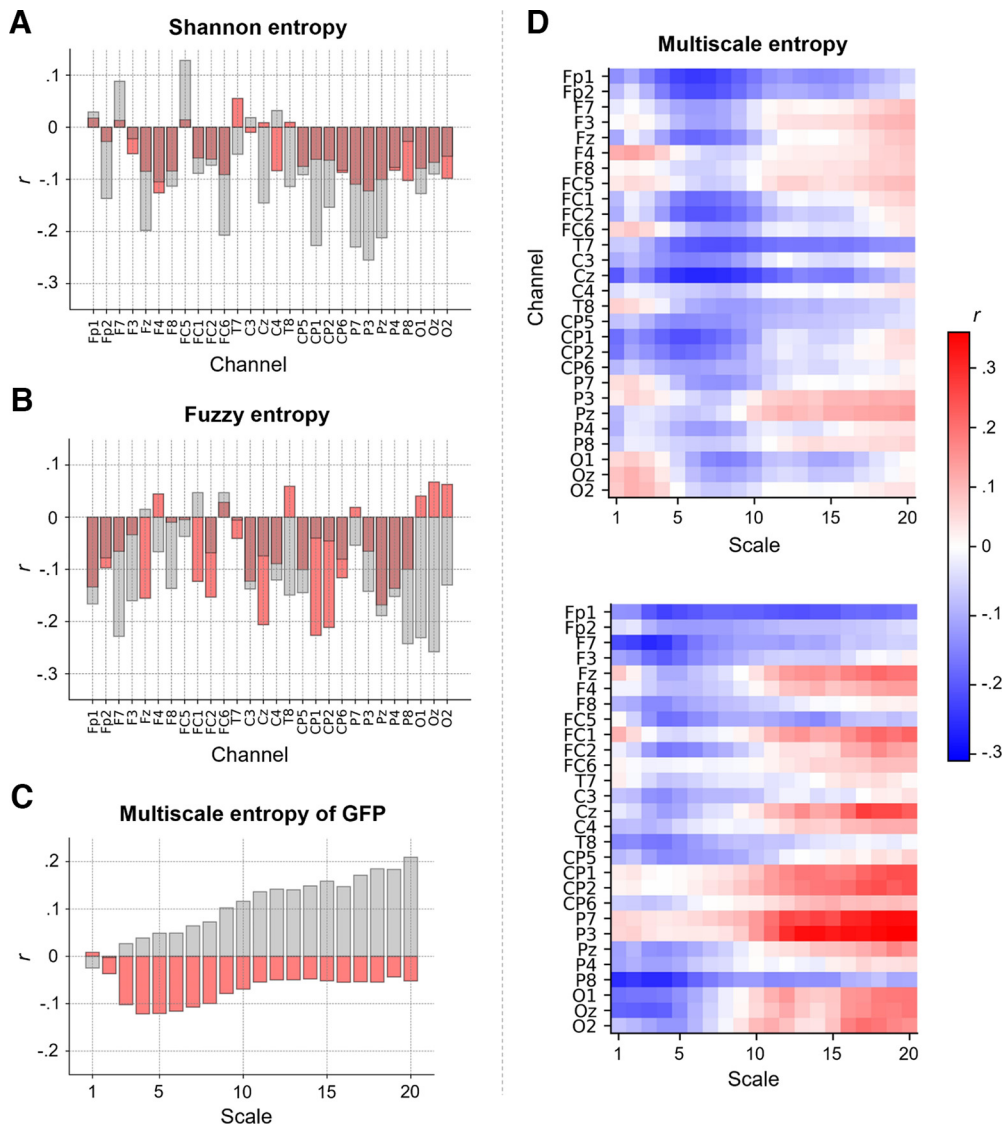 A
Shannon entropy
.1
0
-.1
-.2
-.3
r
Fp1 Fp2 F7 F3 Fz F4 F8 FC5 FC1 FC2 FC6 T7 C3 Cz C4 T8 CP5 CP1 CP2 CP6 P7 P3 Pz P4 P8 O1 Oz O2
Channel
B
Fuzzy entropy
.1
0
-.1
-.2
-.3
r
Fp1 Fp2 F7 F3 Fz F4 F8 FC5 FC1 FC2 FC6 T7 C3 Cz C4 T8 CP5 CP1 CP2 CP6 P7 P3 Pz P4 P8 O1 Oz O2
Channel
C
Multiscale entropy of GFP
.2
.1
0
-.1
-.2
r
1 5 10 15 20
Scale
D
Multiscale entropy
Fp1
Fp2
F7
F3
Fz
F4
F8
FC5
FC1
FC2
FC6
T7
C3
Cz
C4
T8
CP5
CP1
CP2
CP6
P7
P3
Pz
P4
P8
O1
Oz
O2
Channel
1 5 10 15 20
Scale
Fp1
Fp2
F7
F3
Fz
F4
F8
FC5
FC1
FC2
FC6
T7
C3
Cz
C4
T8
CP5
CP1
CP2
CP6
P7
P3
Pz
P4
P8
O1
Oz
O2
1 5 10 15 20
Scale
r
.3
.2
.1
0
-.1
-.2
-.3